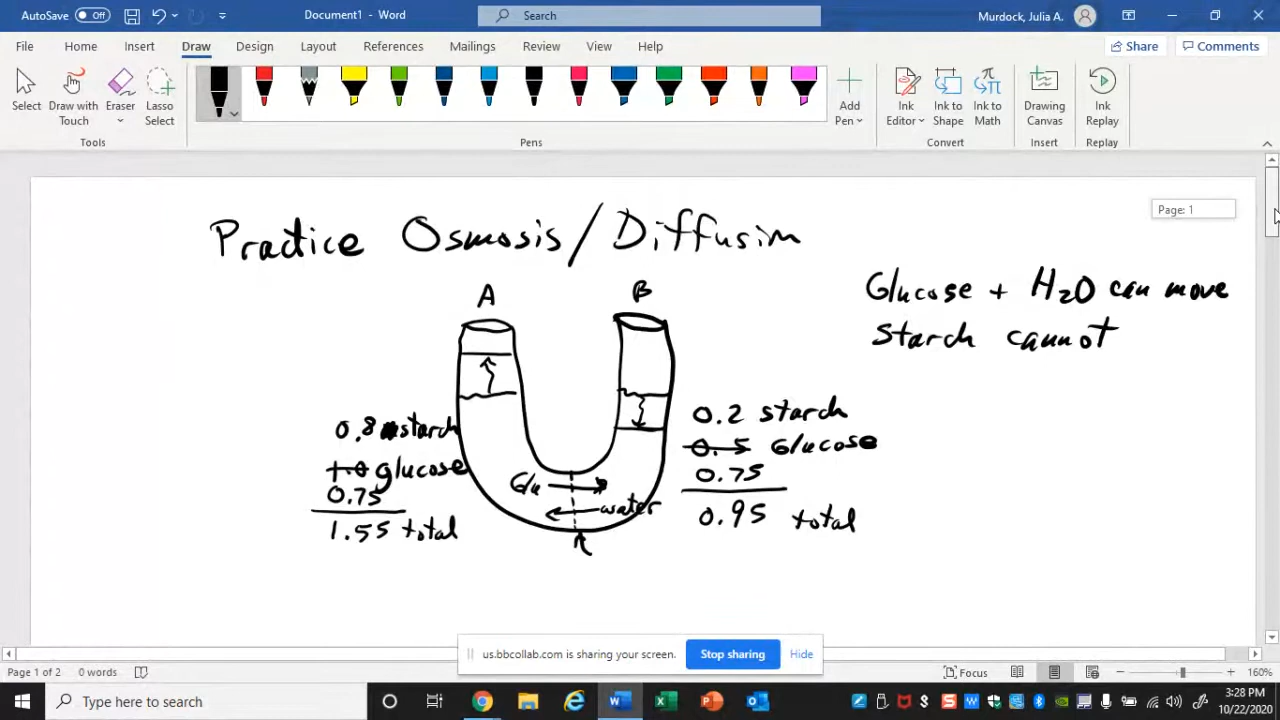 AutoSave Off
Document1 - Word
Search
Murdock, Julia A.
File Home Insert Draw Design Layout References Mailings Review View Help
Share Comments
Select
Draw with Touch
Eraser
Lasso Select
Add Pen
Ink Editor
Ink to Shape
Ink to Math
Drawing Canvas
Ink Replay
Tools Pens Convert Insert Replay
Page: 1
Practice Osmosis/Diffusion
Glucose + H2O can move
Starch cannot
A B
0.8 starch
1.0 glucose
0.75
1.55 total
Glu
water
0.2 starch
0.5 Glucose
0.75
0.95 total
us.bbcollab.com is sharing your screen. Stop sharing Hide
Page 1 of 2 0 words Focus 160%
Type here to search
3:28 PM
10/22/2020